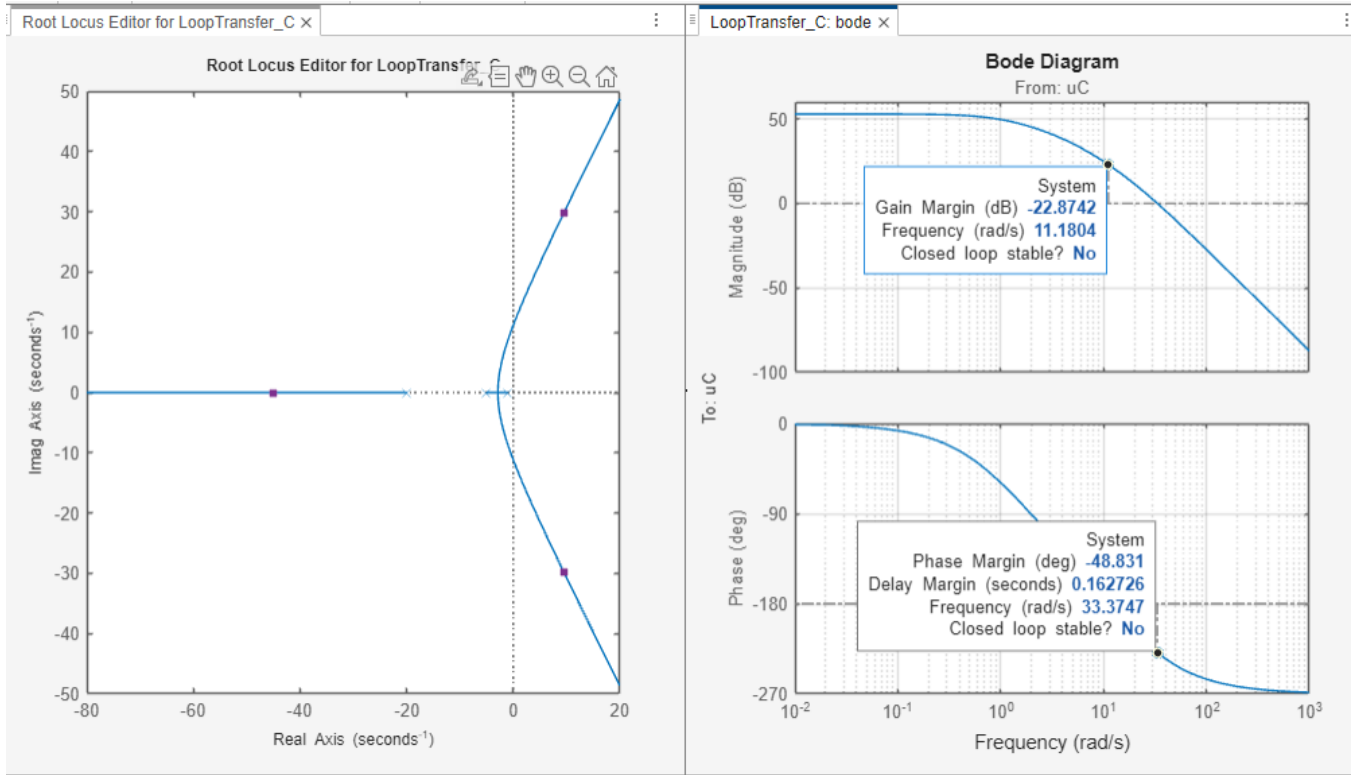 Root Locus Editor for LoopTransfer_C ×
Root Locus Editor for LoopTransfer_C
50
40
30
20
10
0
-10
-20
-30
-40
-50
Imag Axis (seconds⁻¹)
-80
-60
-40
-20
0
20
Real Axis (seconds⁻¹)
LoopTransfer_C: bode ×
Bode Diagram
From: uC
50
0
-50
-100
Magnitude (dB)
System
Gain Margin (dB) -22.8742
Frequency (rad/s) 11.1804
Closed loop stable? No
To: uC
0
-90
-180
-270
Phase (deg)
System
Phase Margin (deg) -48.831
Delay Margin (seconds) 0.162726
Frequency (rad/s) 33.3747
Closed loop stable? No
10⁻²
10⁻¹
10⁰
10¹
10²
10³
Frequency (rad/s)